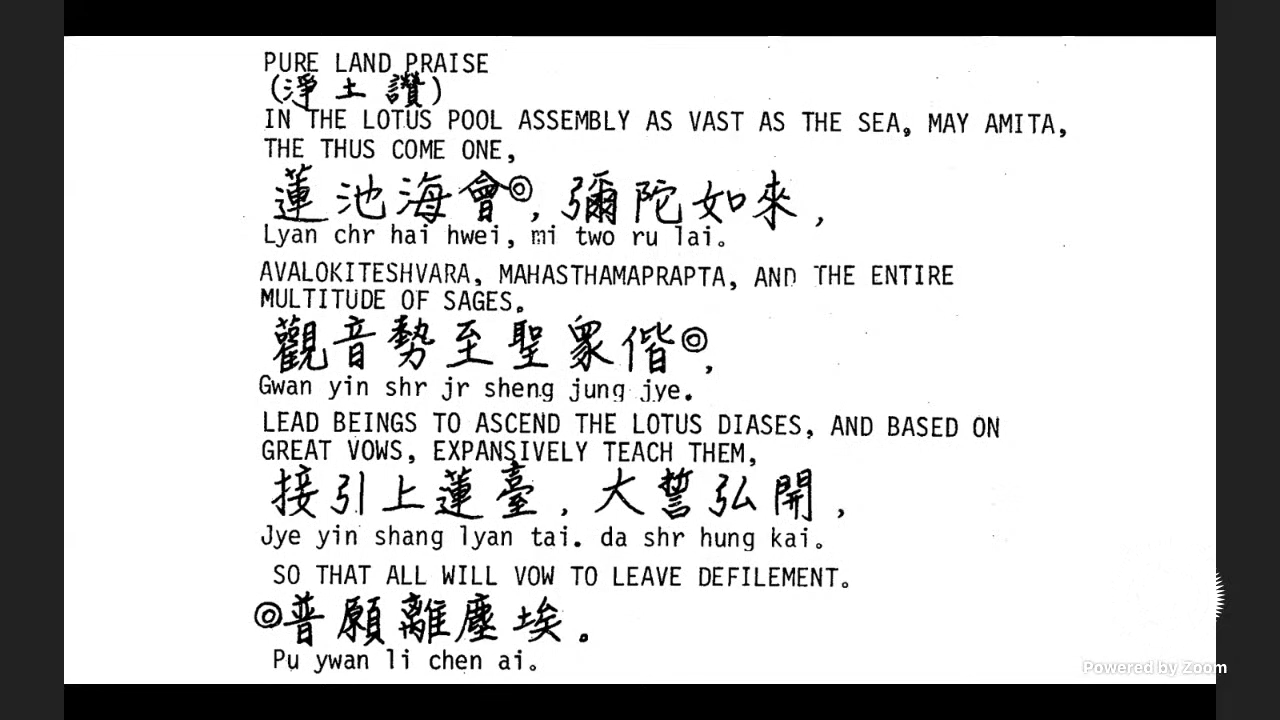 PURE LAND PRAISE
(淨土讚)
IN THE LOTUS POOL ASSEMBLY AS VAST AS THE SEA, MAY AMITA,
THE THUS COME ONE,
蓮池海會◎，彌陀如來，
Lyan chr hai hwei, mi two ru lai。
AVALOKITESHVARA, MAHASTHAMAPRAPTA, AND THE ENTIRE
MULTITUDE OF SAGES。
觀音勢至聖眾偕◎，
Gwan yin shr jr sheng jung jye.
LEAD BEINGS TO ASCEND THE LOTUS DIASES, AND BASED ON
GREAT VOWS, EXPANSIVELY TEACH THEM,
接引上蓮臺，大誓弘開，
Jye yin shang lyan tai. da shr hung kai。
SO THAT ALL WILL VOW TO LEAVE DEFILEMENT。
◎普願離塵埃。
Pu ywan li chen ai。
Powered by Zoom